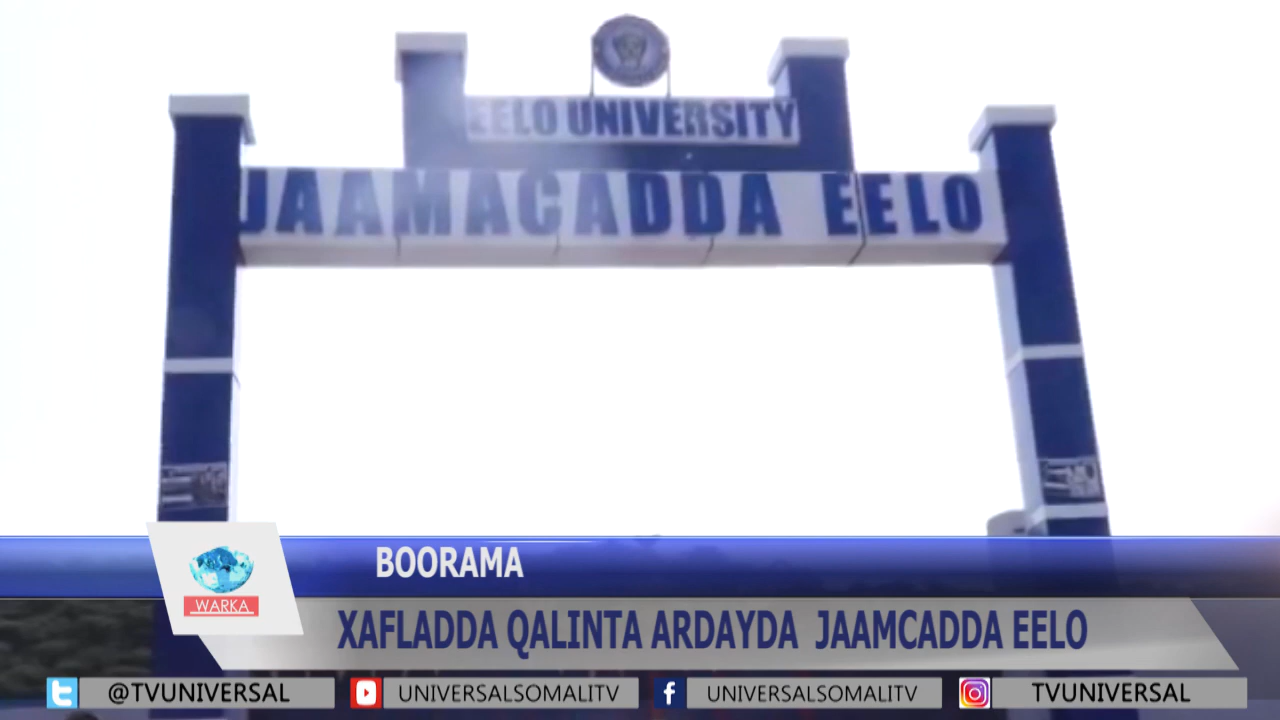 EELO UNIVERSITY
JAAMACADDA EELO
BOORAMA
WARKA
XAFLADDA QALINTA ARDAYDA JAAMCADDA EELO
@TVUNIVERSAL
UNIVERSALSOMALITV
UNIVERSALSOMALITV
TVUNIVERSAL